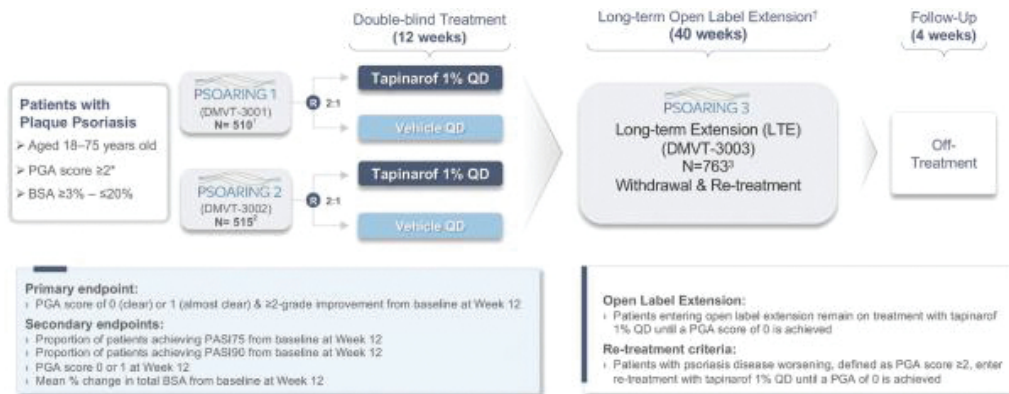 Double-blind Treatment
(12 weeks)
Long-term Open Label Extension†
(40 weeks)
Follow-Up
(4 weeks)
Patients with
Plaque Psoriasis
➢ Aged 18–75 years old
➢ PGA score ≥2*
➢ BSA ≥3% – ≤20%
PSOARING 1
(DMVT-3001)
N= 510¹
R 2:1
Tapinarof 1% QD
Vehicle QD
PSOARING 2
(DMVT-3002)
N= 515²
R 2:1
Tapinarof 1% QD
Vehicle QD
PSOARING 3
Long-term Extension (LTE)
(DMVT-3003)
N=763³
Withdrawal & Re-treatment
Off-
Treatment
Primary endpoint:
› PGA score of 0 (clear) or 1 (almost clear) & ≥2-grade improvement from baseline at Week 12
Secondary endpoints:
› Proportion of patients achieving PASI75 from baseline at Week 12
› Proportion of patients achieving PASI90 from baseline at Week 12
› PGA score 0 or 1 at Week 12
› Mean % change in total BSA from baseline at Week 12
Open Label Extension:
› Patients entering open label extension remain on treatment with tapinarof
1% QD until a PGA score of 0 is achieved
Re-treatment criteria:
› Patients with psoriasis disease worsening, defined as PGA score ≥2, enter
re-treatment with tapinarof 1% QD until a PGA of 0 is achieved